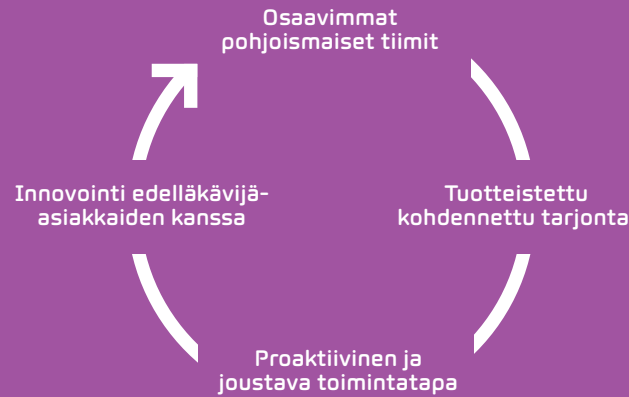 Osaavimmat
pohjoismaiset tiimit
Innovointi edelläkävijä-
asiakkaiden kanssa
Tuotteistettu
kohdennettu tarjonta
Proaktiivinen ja
joustava toimintatapa